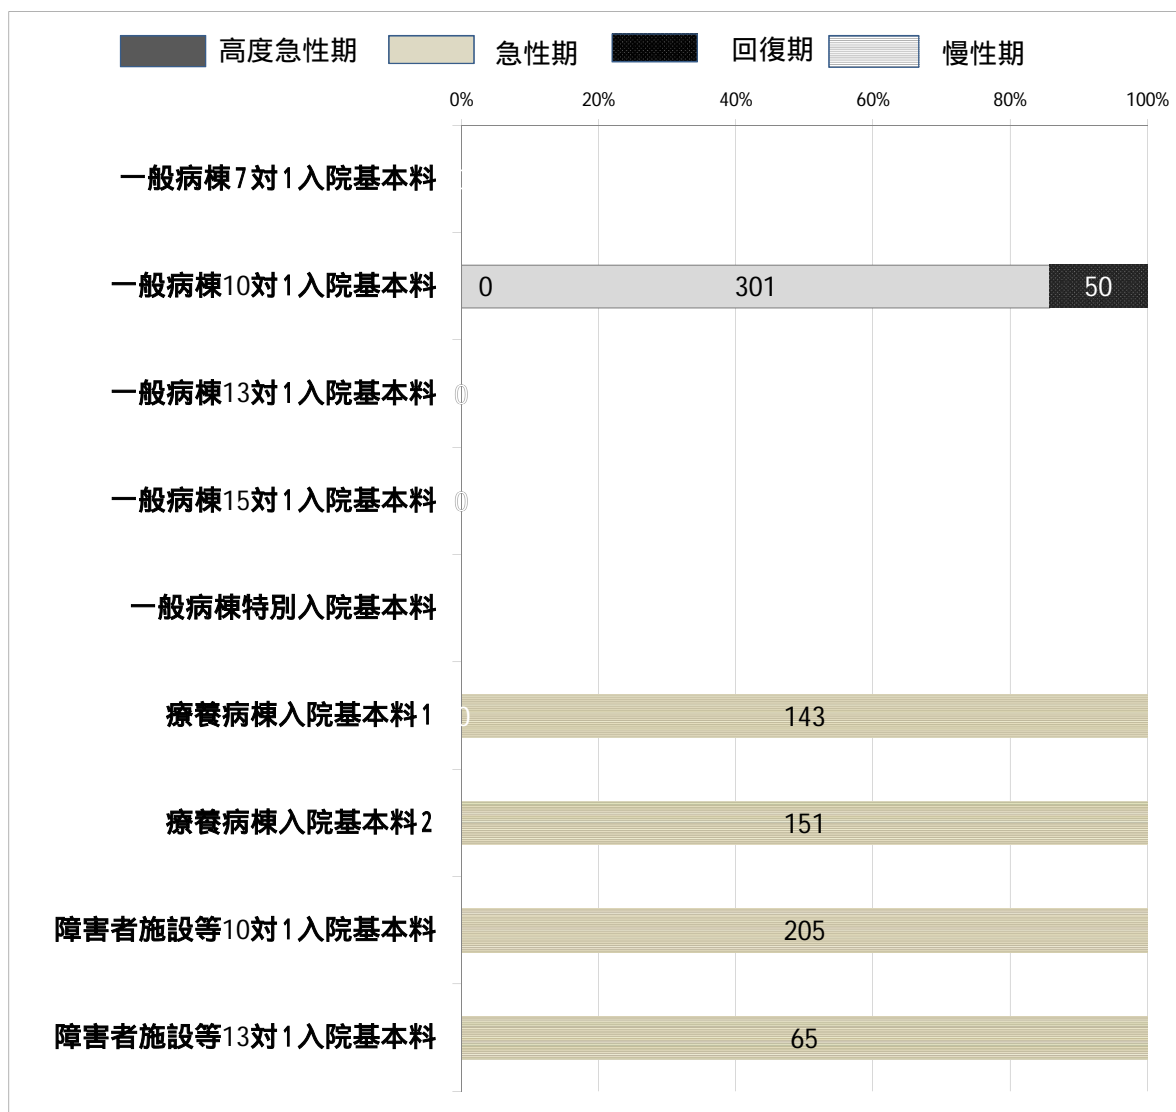 高度急性期 急性期 回復期 慢性期
0% 20% 40% 60% 80% 100%
一般病棟7対1入院基本料
一般病棟10対1入院基本料 0 301 50
一般病棟13対1入院基本料 0
一般病棟15対1入院基本料 0
一般病棟特別入院基本料
療養病棟入院基本料1 0 143
療養病棟入院基本料2 151
障害者施設等10対1入院基本料 205
障害者施設等13対1入院基本料 65